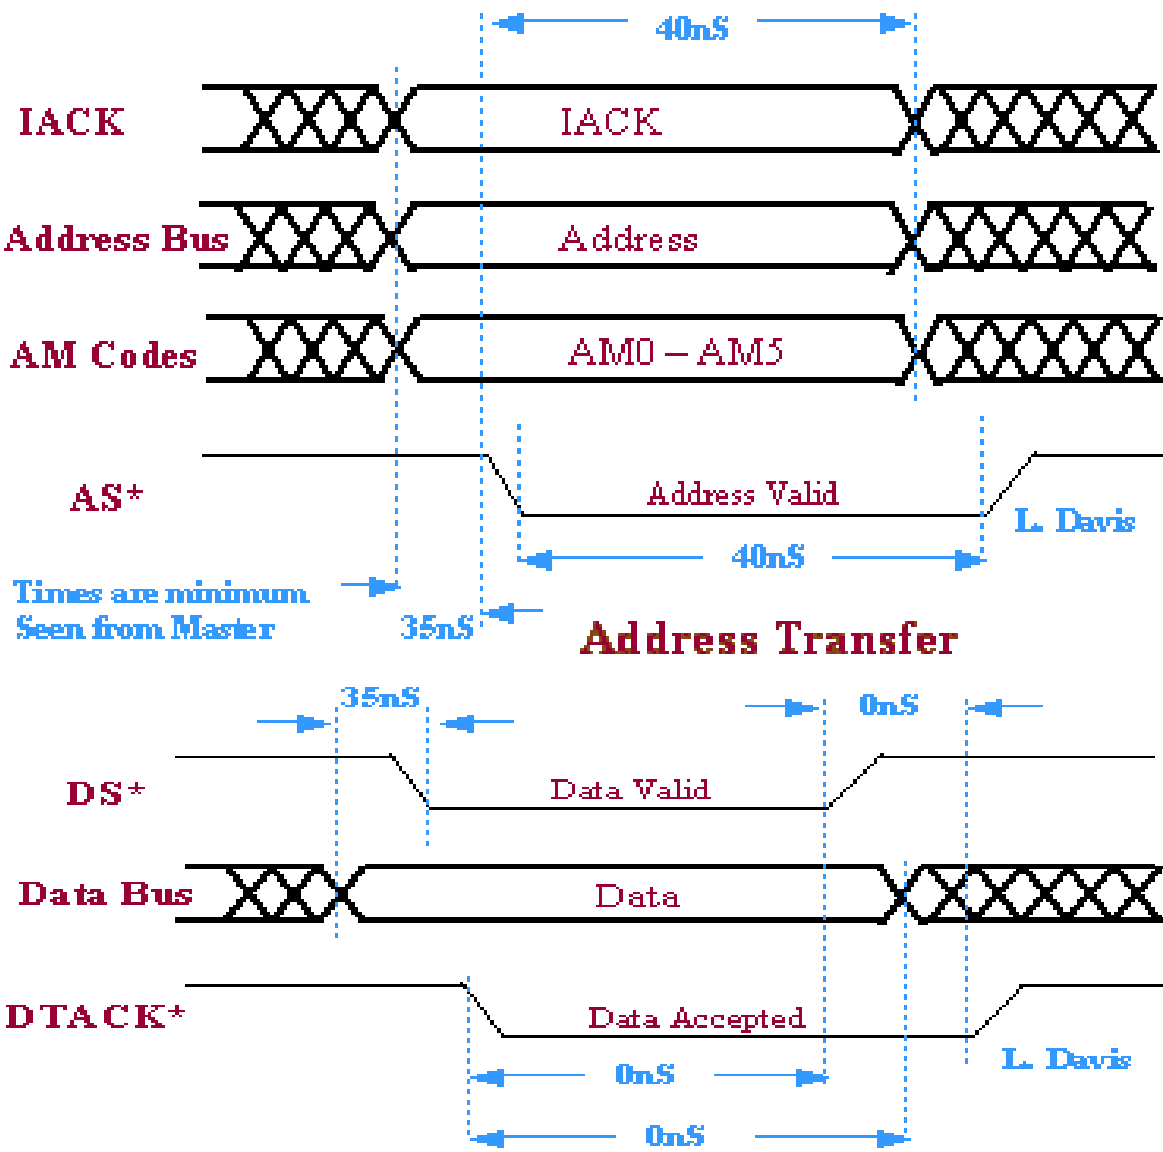 40nS
IACK IACK
Address Bus Address
AM Codes AM0 – AM5
AS* Address Valid
L. Davis
40nS
Times are minimum
Seen from Master
35nS
Address Transfer
35nS 0nS
DS* Data Valid
Data Bus Data
DTACK* Data Accepted
L. Davis
0nS
0nS